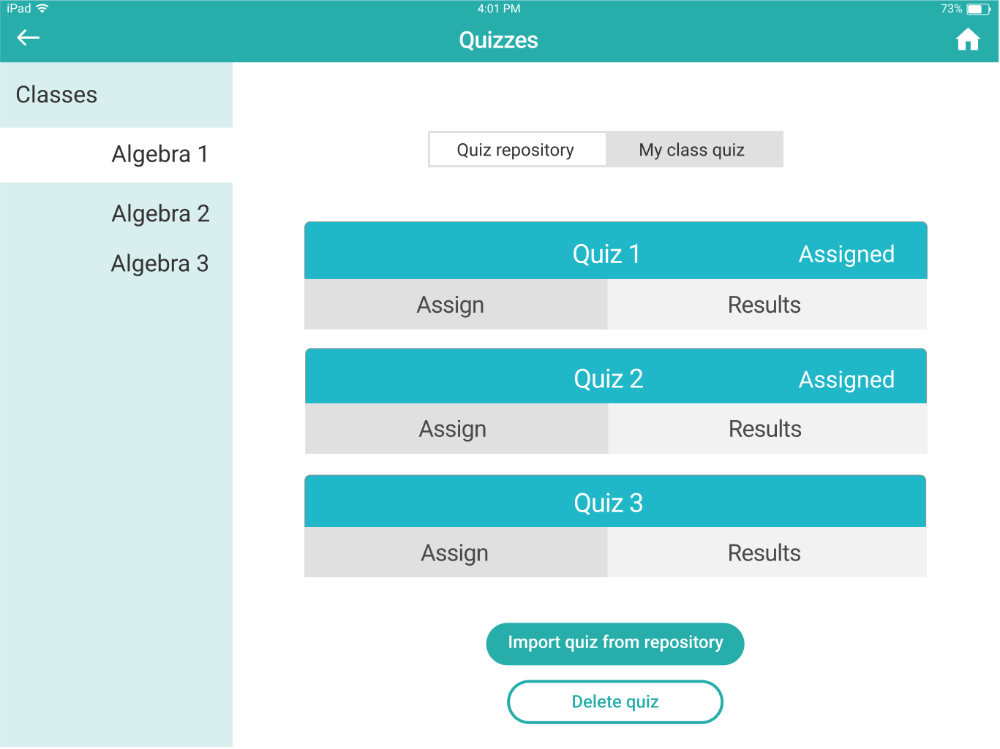 iPad 4:01 PM 73%
Quizzes
Classes
Algebra 1
Algebra 2
Algebra 3
Quiz repository My class quiz
Quiz 1 Assigned
Assign Results
Quiz 2 Assigned
Assign Results
Quiz 3
Assign Results
Import quiz from repository
Delete quiz